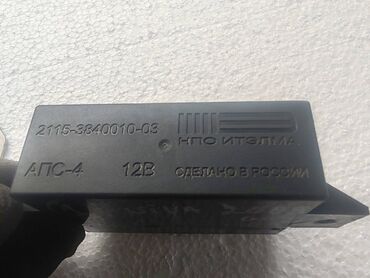 2115-3840010-03
НПО ИТЭЛМА
АПС-4 12В СДЕЛАНО В РОССИИ